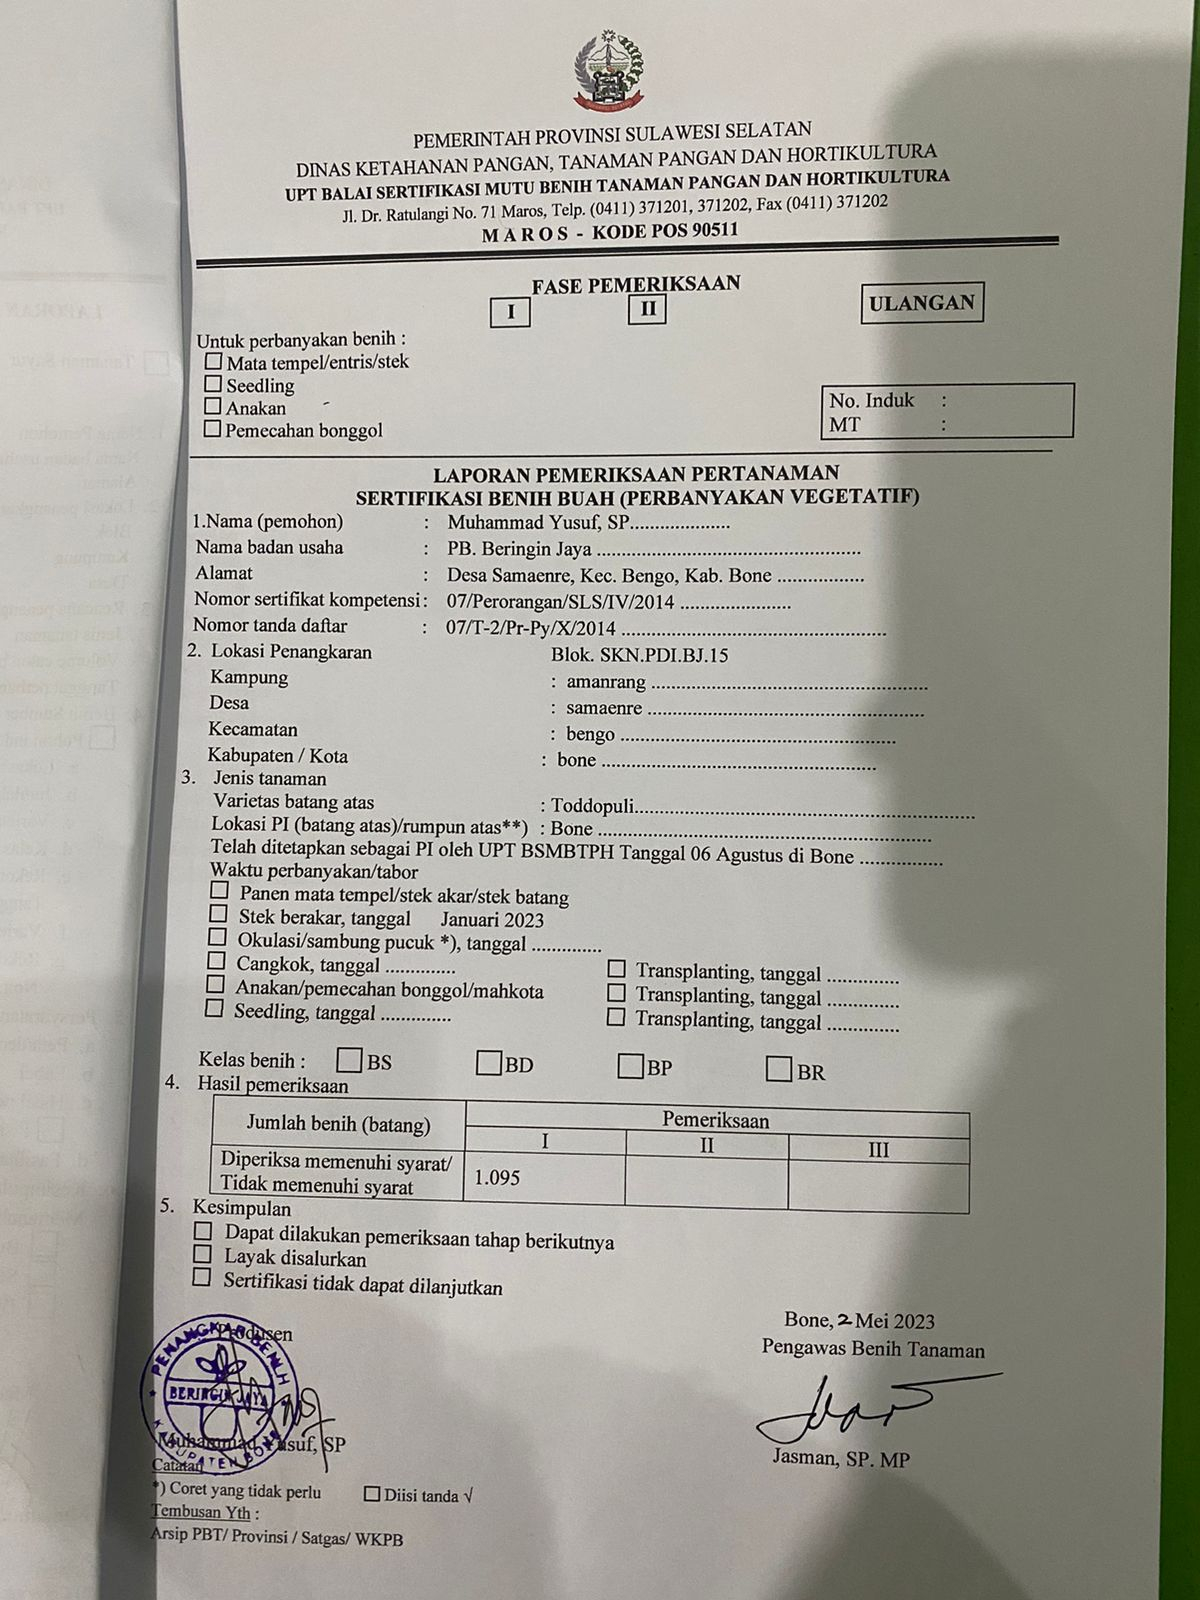 PEMERINTAH PROVINSI SULAWESI SELATAN
DINAS KETAHANAN PANGAN, TANAMAN PANGAN DAN HORTIKULTURA
UPT BALAI SERTIFIKASI MUTU BENIH TANAMAN PANGAN DAN HORTIKULTURA
Jl. Dr. Ratulangi No. 71 Maros, Telp. (0411) 371201, 371202, Fax (0411) 371202
M A R O S - KODE POS 90511
FASE PEMERIKSAAN
I II ULANGAN
Untuk perbanyakan benih :
☐ Mata tempel/entris/stek
☐ Seedling
☐ Anakan
☐ Pemecahan bonggol
No. Induk :
MT :
LAPORAN PEMERIKSAAN PERTANAMAN
SERTIFIKASI BENIH BUAH (PERBANYAKAN VEGETATIF)
1.Nama (pemohon) : Muhammad Yusuf, SP....................
Nama badan usaha : PB. Beringin Jaya ....................................................
Alamat : Desa Samaenre, Kec. Bengo, Kab. Bone .................
Nomor sertifikat kompetensi : 07/Perorangan/SLS/IV/2014 ......................
Nomor tanda daftar : 07/T-2/Pr-Py/X/2014 ....................................................
2. Lokasi Penangkaran Blok. SKN.PDI.BJ.15
Kampung : amanrang .......................................................
Desa : samaenre .......................................................
Kecamatan : bengo .......................................................
Kabupaten / Kota : bone .......................................................
3. Jenis tanaman
Varietas batang atas : Toddopuli....................................................................
Lokasi PI (batang atas)/rumpun atas**) : Bone ..................................................................
Telah ditetapkan sebagai PI oleh UPT BSMBTPH Tanggal 06 Agustus di Bone ................
Waktu perbanyakan/tabor
☐ Panen mata tempel/stek akar/stek batang
☐ Stek berakar, tanggal Januari 2023
☐ Okulasi/sambung pucuk *), tanggal ..............
☐ Cangkok, tanggal .............. ☐ Transplanting, tanggal ..............
☐ Anakan/pemecahan bonggol/mahkota ☐ Transplanting, tanggal ..............
☐ Seedling, tanggal .............. ☐ Transplanting, tanggal ..............
Kelas benih : ☐ BS ☐ BD ☐ BP ☐ BR
4. Hasil pemeriksaan
Jumlah benih (batang) Pemeriksaan
I II III
Diperiksa memenuhi syarat/
Tidak memenuhi syarat 1.095
5. Kesimpulan
☐ Dapat dilakukan pemeriksaan tahap berikutnya
☐ Layak disalurkan
☐ Sertifikasi tidak dapat dilanjutkan
Bone, 2 Mei 2023
Produsen Pengawas Benih Tanaman
PENANGKAR BENIH
BERINGIN JAYA
KABUPATEN BONE
Muhammad Yusuf, SP
Jasman, SP. MP
Catatan
*) Coret yang tidak perlu ☐ Diisi tanda √
Tembusan Yth :
Arsip PBT/ Provinsi / Satgas/ WKPB